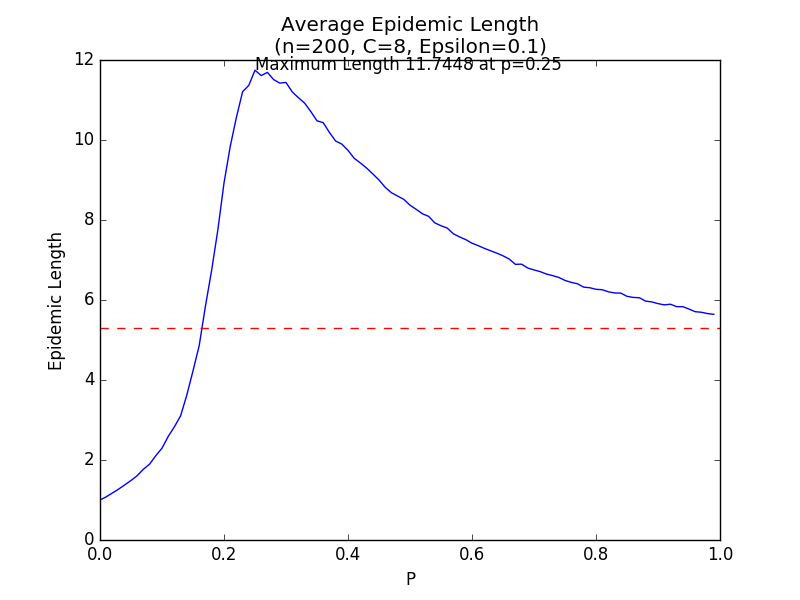 Average Epidemic Length
(n=200, C=8, Epsilon=0.1)
Maximum Length 11.7448 at p=0.25
12
10
8
6
4
2
0
Epidemic Length
0.0 0.2 0.4 0.6 0.8 1.0
P